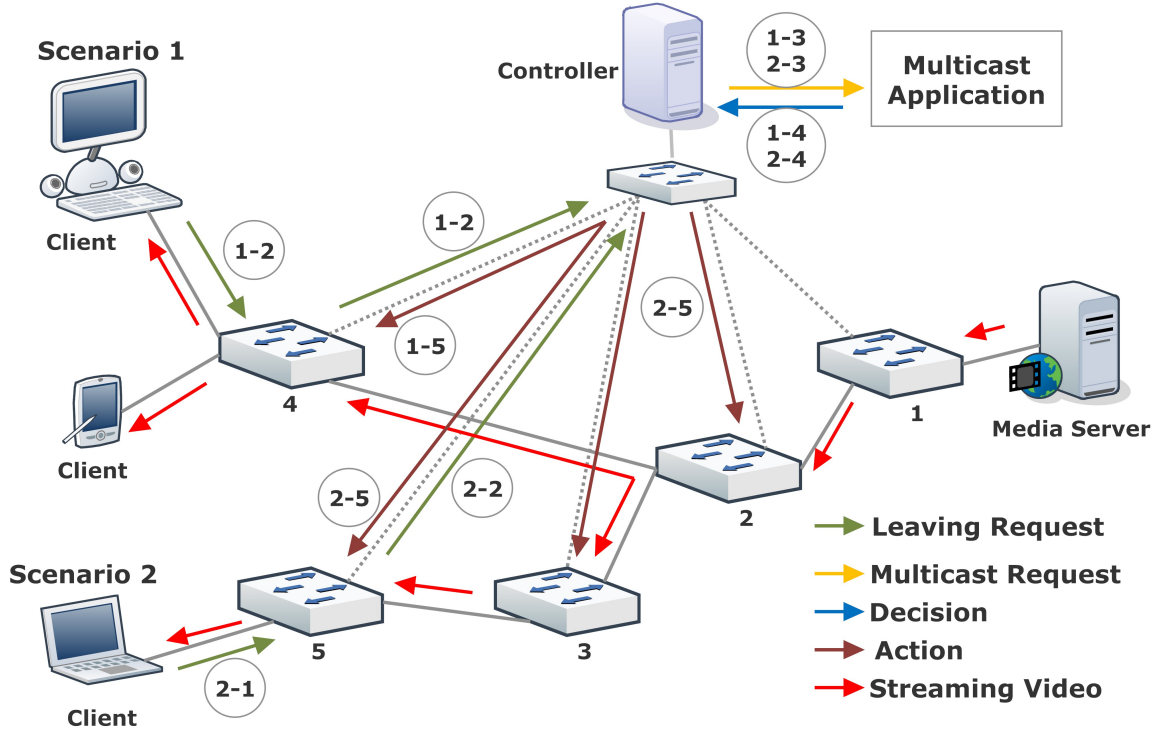 Scenario 1
Client
Controller
1-3
2-3
Multicast
Application
1-4
2-4
1-2
1-2
1-5
2-5
4
1
Media Server
Client
2-5
2-2
2
Scenario 2
5
3
2-1
Client
Leaving Request
Multicast Request
Decision
Action
Streaming Video